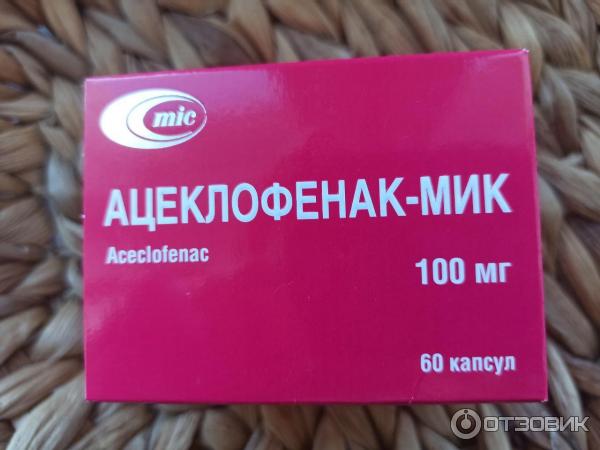 mic
АЦЕКЛОФЕНАК-МИК
Aceclofenac
100 мг
60 капсул
ОТЗОВИК